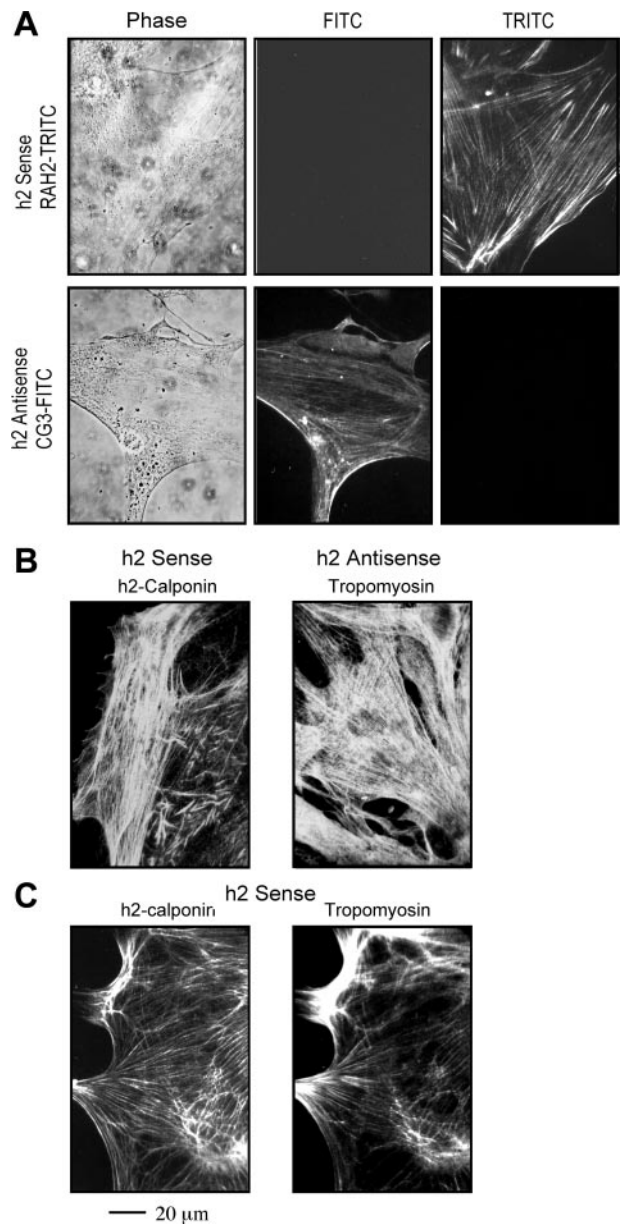 A
Phase FITC TRITC
h2 Sense
RAH2-TRITC
h2 Antisense
CG3-FITC
B
h2 Sense h2 Antisense
h2-Calponin Tropomyosin
C
h2 Sense
h2-calponin Tropomyosin
20 μm